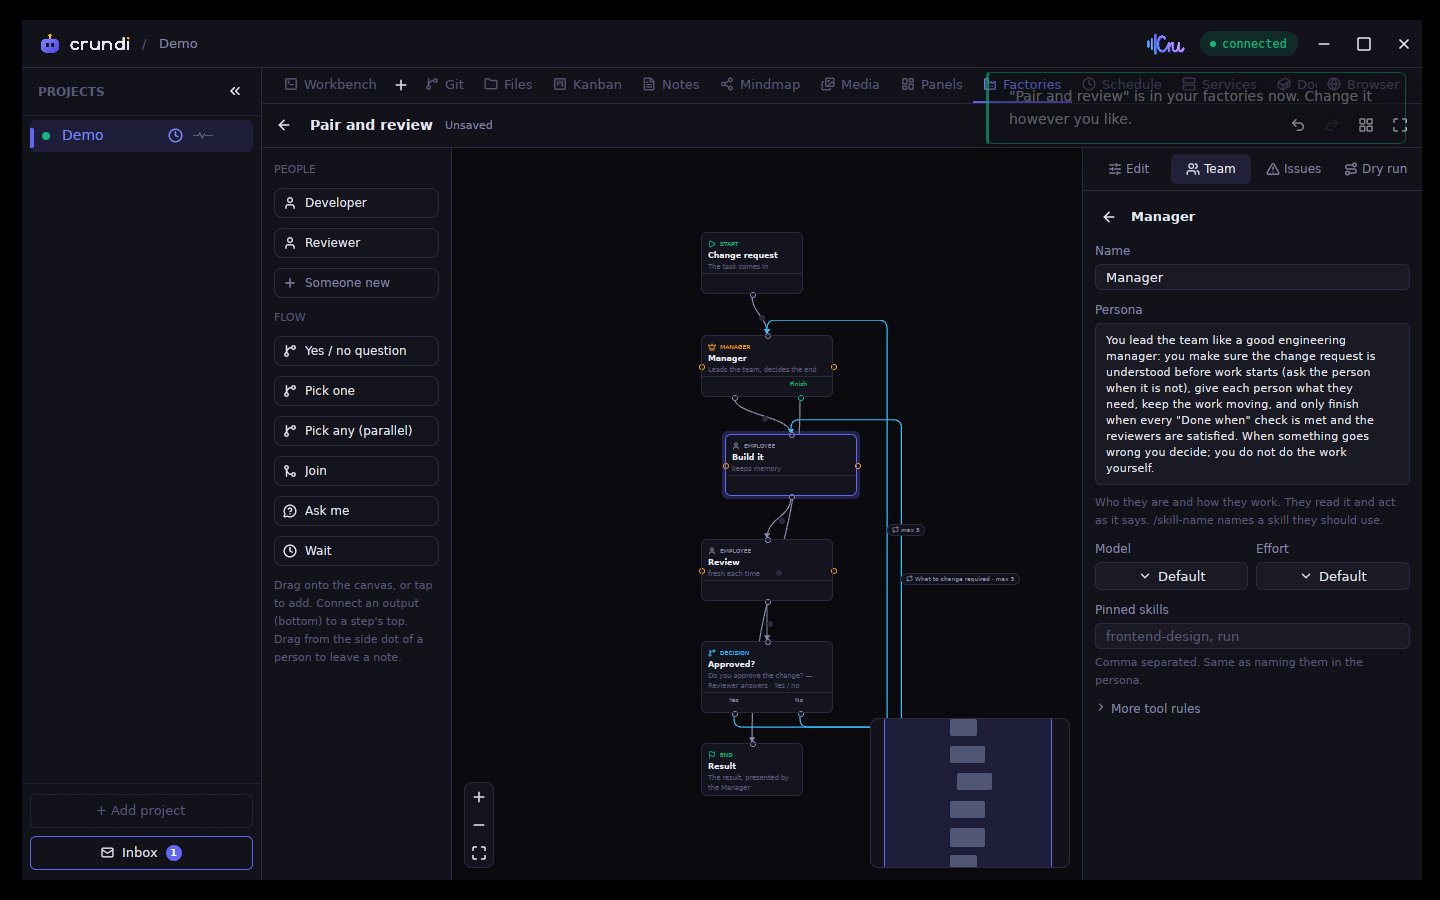 crundi / Demo
Cru
connected
PROJECTS
Workbench
Git
Files
Kanban
Notes
Mindmap
Media
Panels
Factories
Schedule
Services
Browser
"Pair and review" is in your factories now. Change it
however you like.
Demo
Pair and review Unsaved
PEOPLE
Developer
Reviewer
Someone new
FLOW
Yes / no question
Pick one
Pick any (parallel)
Join
Ask me
Wait
Drag onto the canvas, or tap
to add. Connect an output
(bottom) to a step's top.
Drag from the side dot of a
person to leave a note.
START
Change request
The task comes in
MANAGER
Manager
Leads the team, decides the end
Finish
EMPLOYEE
Build it
keeps memory
EMPLOYEE
Review
fresh each time
max 5
What to change required · max 3
DECISION
Approved?
Do you approve the change? —
Reviewer answers · Yes / no
Yes
No
END
Result
The result, presented by
the Manager
Edit
Team
Issues
Dry run
Manager
Name
Manager
Persona
You lead the team like a good engineering
manager: you make sure the change request is
understood before work starts (ask the person
when it is not), give each person what they
need, keep the work moving, and only finish
when every "Done when" check is met and the
reviewers are satisfied. When something goes
wrong you decide; you do not do the work
yourself.
Who they are and how they work. They read it and act
as it says. /skill-name names a skill they should use.
Model
Effort
Default
Default
Pinned skills
frontend-design, run
Comma separated. Same as naming them in the
persona.
More tool rules
+ Add project
Inbox 1